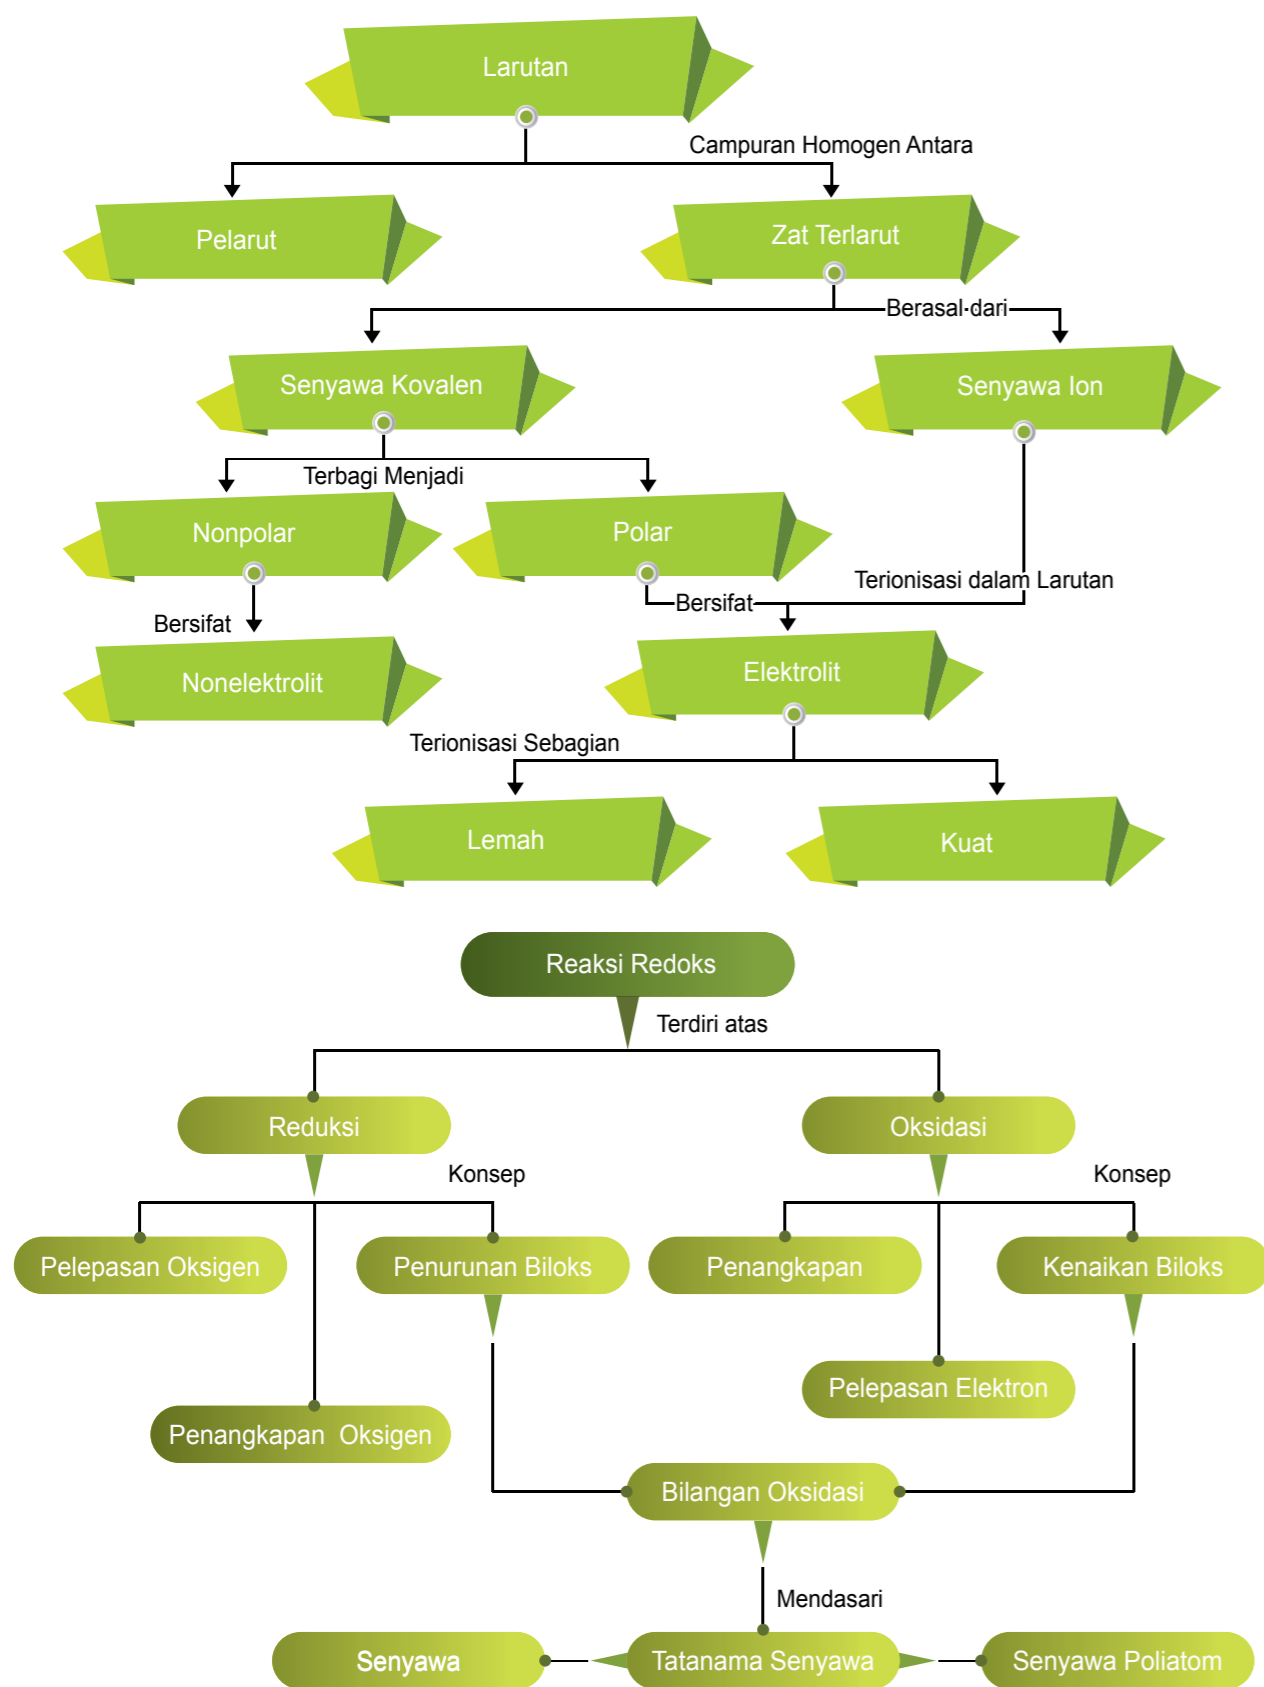 Larutan
Campuran Homogen Antara
Pelarut
Zat Terlarut
Berasal dari
Senyawa Kovalen
Senyawa Ion
Terbagi Menjadi
Nonpolar
Polar
Terionisasi dalam Larutan
Bersifat
Bersifat
Nonelektrolit
Elektrolit
Terionisasi Sebagian
Lemah
Kuat
Reaksi Redoks
Terdiri atas
Reduksi
Oksidasi
Konsep
Konsep
Pelepasan Oksigen
Penurunan Biloks
Penangkapan
Kenaikan Biloks
Pelepasan Elektron
Penangkapan Oksigen
Bilangan Oksidasi
Mendasari
Senyawa
Tatanama Senyawa
Senyawa Poliatom